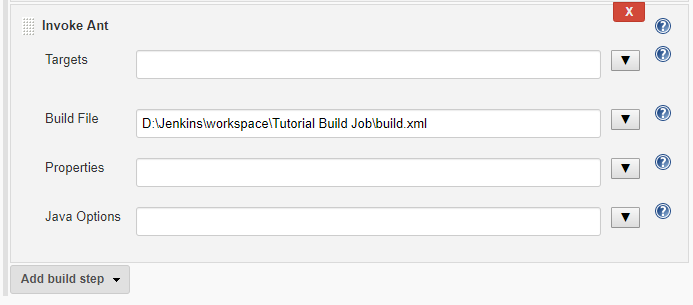 X
Invoke Ant
Targets
Build File
D:\Jenkins\workspace\Tutorial Build Job\build.xml
Properties
Java Options
Add build step